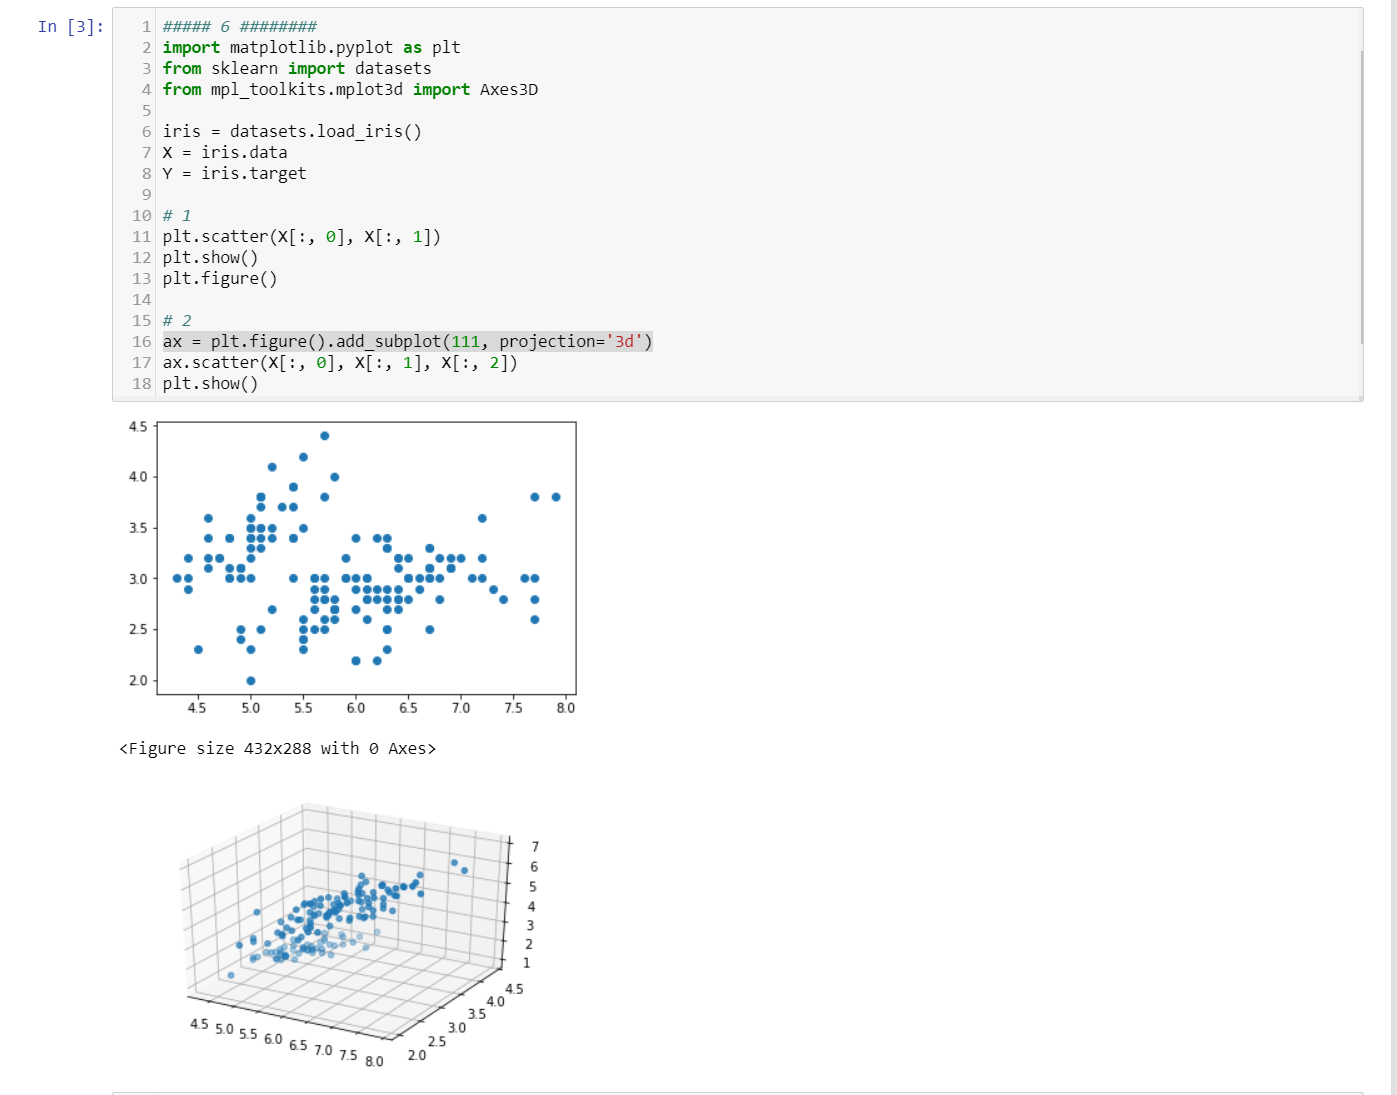 In [3]:
1 ##### 6 ########
2 import matplotlib.pyplot as plt
3 from sklearn import datasets
4 from mpl_toolkits.mplot3d import Axes3D
5
6 iris = datasets.load_iris()
7 X = iris.data
8 Y = iris.target
9
10 # 1
11 plt.scatter(X[:, 0], X[:, 1])
12 plt.show()
13 plt.figure()
14
15 # 2
16 ax = plt.figure().add_subplot(111, projection='3d')
17 ax.scatter(X[:, 0], X[:, 1], X[:, 2])
18 plt.show()
4.5
4.0
3.5
3.0
2.5
2.0
4.5 5.0 5.5 6.0 6.5 7.0 7.5 8.0
<Figure size 432x288 with 0 Axes>
7
6
5
4
3
2
1
4.5 5.0 5.5 6.0 6.5 7.0 7.5 8.0
2.0 2.5 3.0 3.5 4.0 4.5